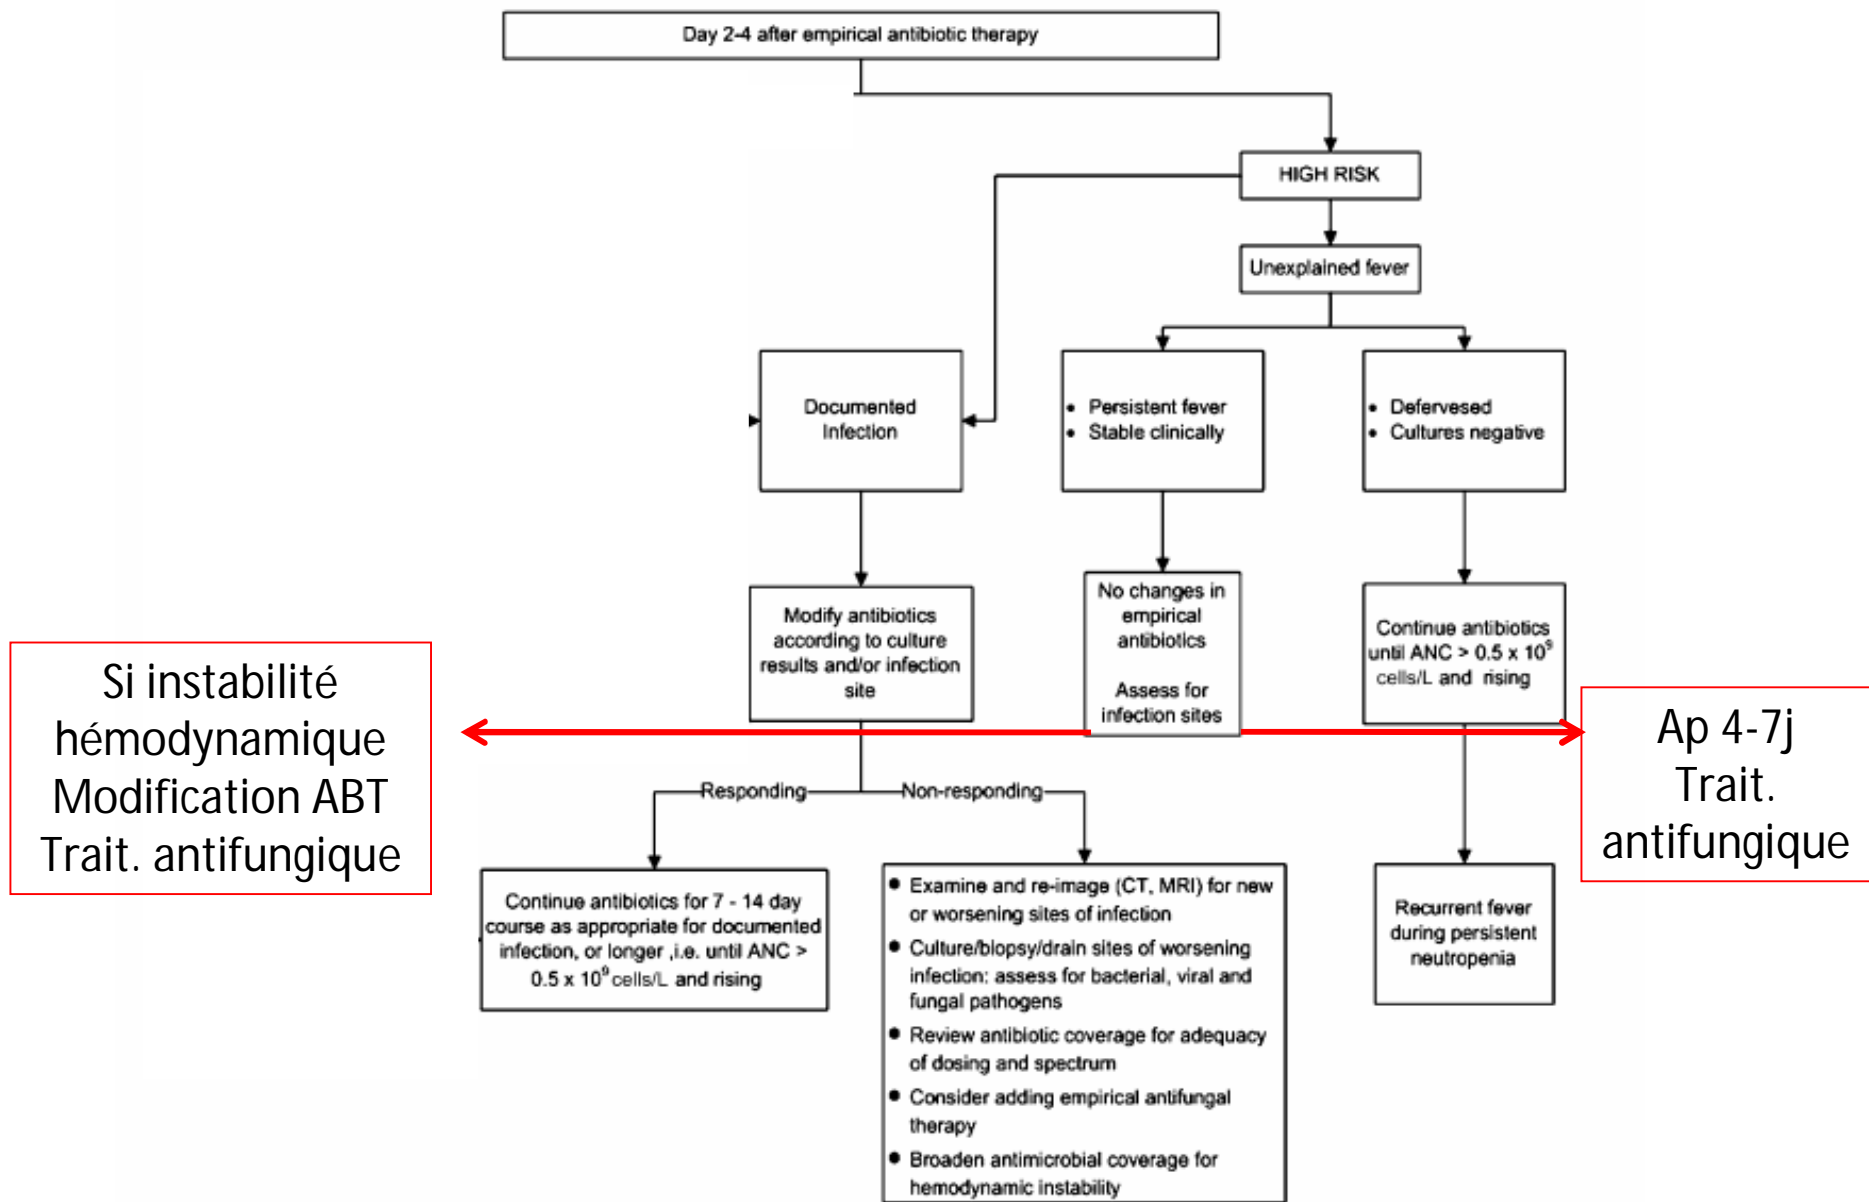 Day 2-4 after empirical antibiotic therapy
HIGH RISK
Unexplained fever
Documented
Infection
• Persistent fever
• Stable clinically
• Defervesed
• Cultures negative
Modify antibiotics
according to culture
results and/or infection
site
No changes in
empirical
antibiotics
Assess for
infection sites
Continue antibiotics
until ANC > 0.5 x 10⁹
cells/L and rising
Si instabilité
hémodynamique
Modification ABT
Trait. antifungique
Ap 4-7j
Trait.
antifungique
Responding
Non-responding
Continue antibiotics for 7 - 14 day
course as appropriate for documented
infection, or longer ,i.e. until ANC >
0.5 x 10⁹ cells/L and rising
• Examine and re-image (CT, MRI) for new
or worsening sites of infection
• Culture/biopsy/drain sites of worsening
infection: assess for bacterial, viral and
fungal pathogens
• Review antibiotic coverage for adequacy
of dosing and spectrum
• Consider adding empirical antifungal
therapy
• Broaden antimicrobial coverage for
hemodynamic instability
Recurrent fever
during persistent
neutropenia